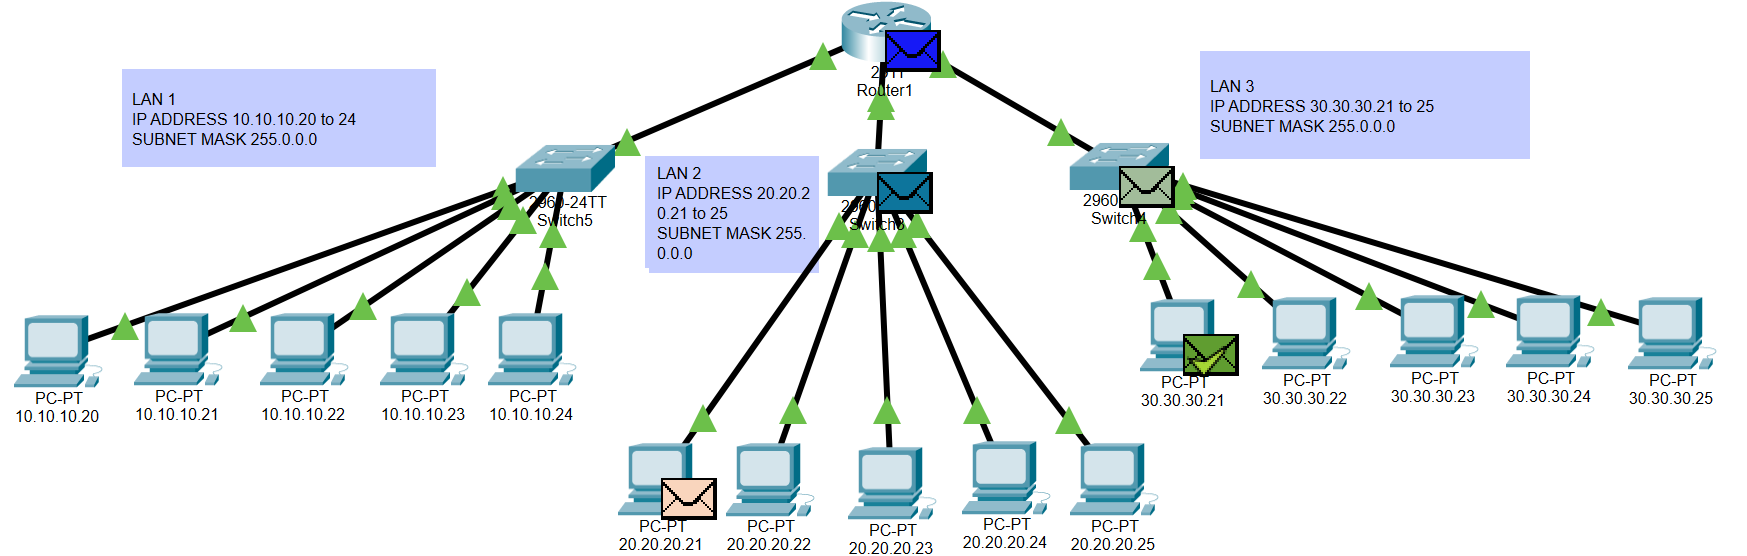 LAN 1
IP ADDRESS 10.10.10.20 to 24
SUBNET MASK 255.0.0.0
Router1
LAN 3
IP ADDRESS 30.30.30.21 to 25
SUBNET MASK 255.0.0.0
LAN 2
IP ADDRESS 20.20.2
0.21 to 25
SUBNET MASK 255.
0.0.0
2960-24TT
Switch5
2960
2960
Switch4
PC-PT
10.10.10.20
PC-PT
10.10.10.21
PC-PT
10.10.10.22
PC-PT
10.10.10.23
PC-PT
10.10.10.24
PC-PT
30.30.30.21
PC-PT
30.30.30.22
PC-PT
30.30.30.23
PC-PT
30.30.30.24
PC-PT
30.30.30.25
PC-PT
20.20.20.21
PC-PT
20.20.20.22
PC-PT
20.20.20.23
PC-PT
20.20.20.24
PC-PT
20.20.20.25